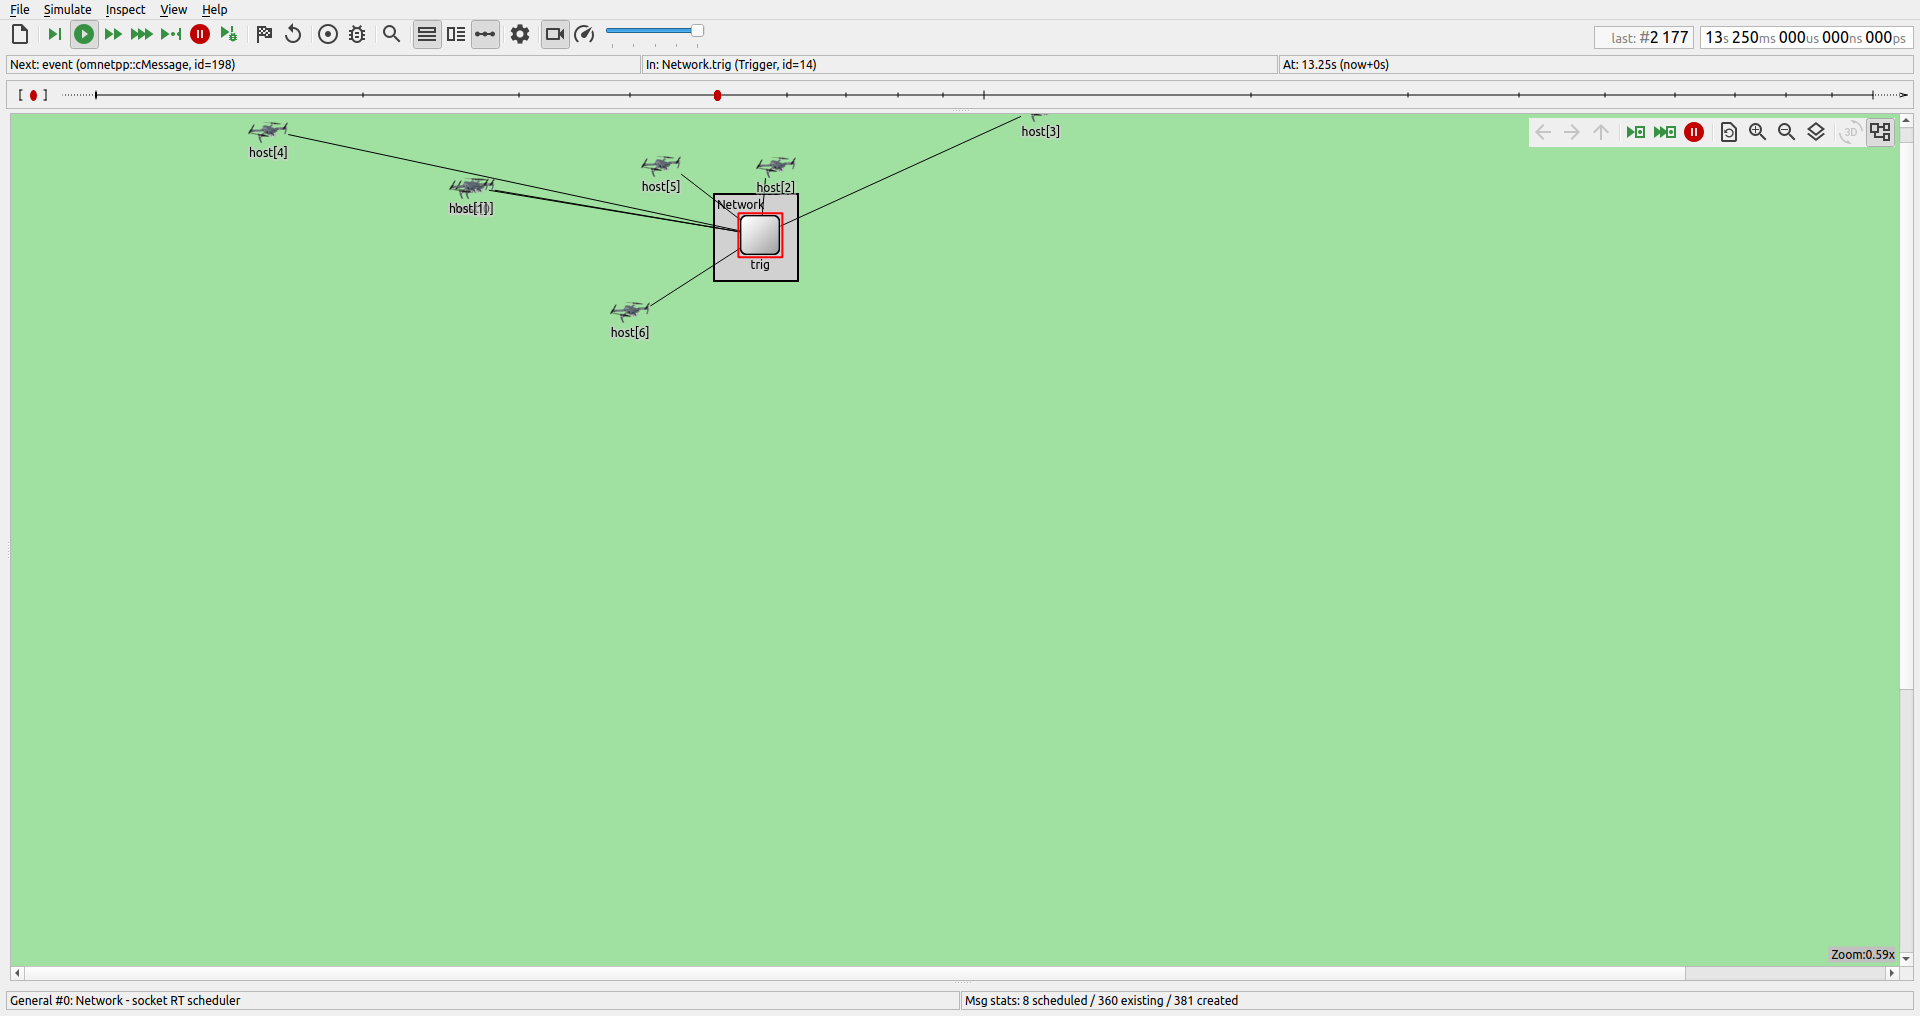 File Simulate Inspect View Help
last: #2 177
13s 250ms 000us 000ns 000ps
Next: event (omnetpp::cMessage, id=198)
In: Network.trig (Trigger, id=14)
At: 13.25s (now+0s)
host[4]
host[3]
3D
host[5]
host[2]
host[1]
Network
trig
host[6]
Zoom:0.59x
General #0: Network - socket RT scheduler
Msg stats: 8 scheduled / 360 existing / 381 created